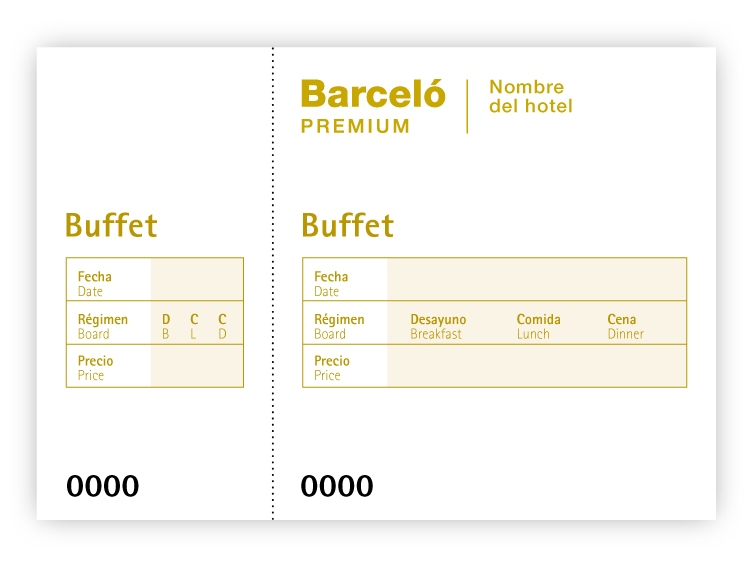 Buffet
Fecha
Date
Régimen D C C
Board B L D
Precio
Price
0000
Barceló
PREMIUM
Nombre
del hotel
Buffet
Fecha
Date
Régimen Desayuno Comida Cena
Board Breakfast Lunch Dinner
Precio
Price
0000